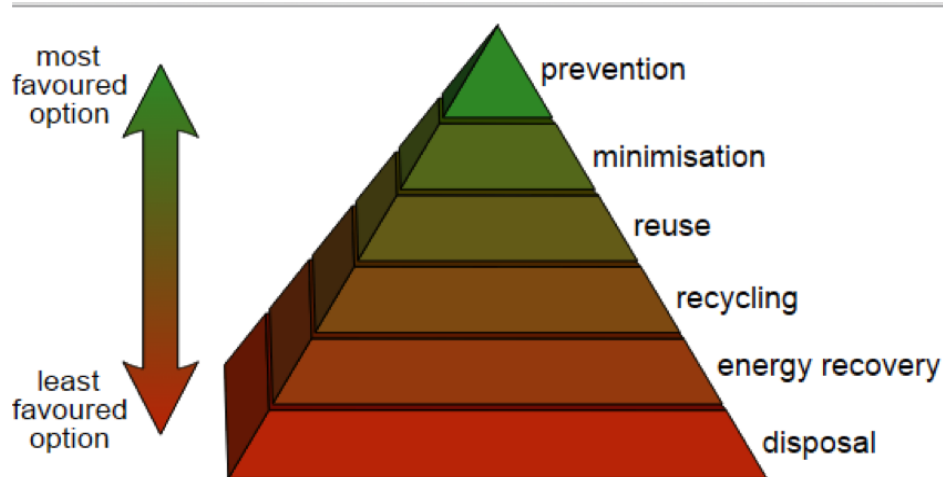 most
favoured
option
prevention
minimisation
reuse
recycling
energy recovery
least
favoured
option
disposal